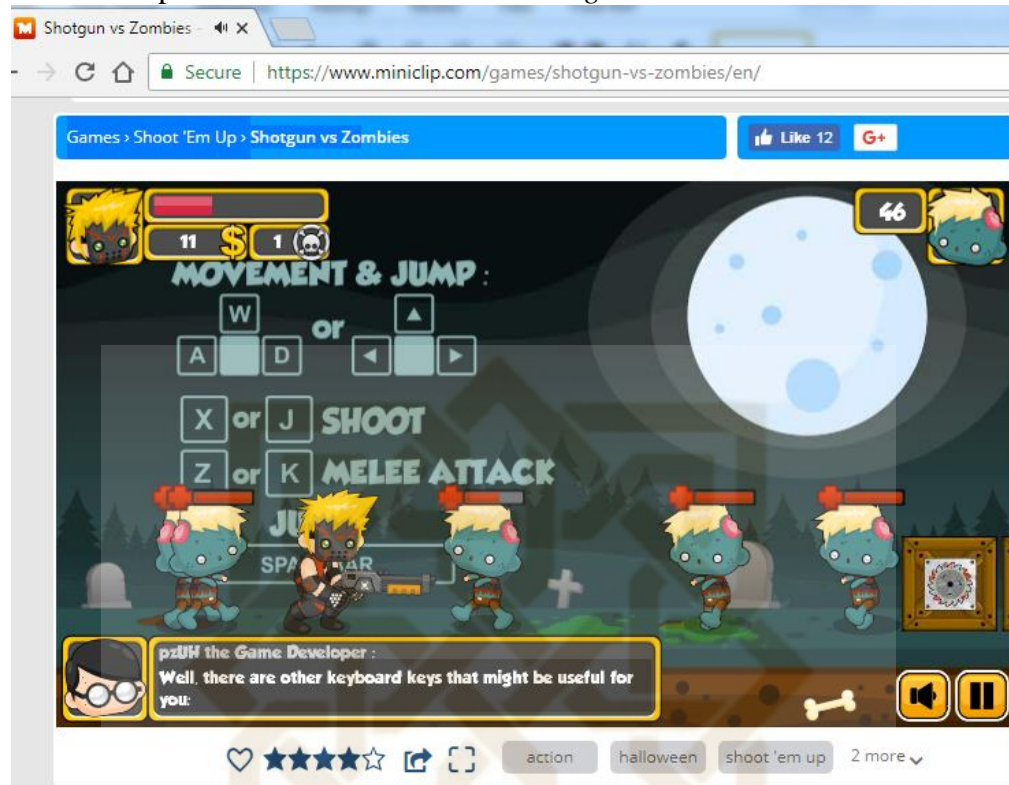 Shotgun vs Zombies -
Secure | https://www.miniclip.com/games/shotgun-vs-zombies/en/
Games › Shoot 'Em Up › Shotgun vs Zombies
Like 12 G+
11 $ 1
46
MOVEMENT & JUMP :
W
or
A D
X or J SHOOT
Z or K MELEE ATTACK
pzUH the Game Developer :
Well, there are other keyboard keys that might be useful for
you:
action halloween shoot 'em up 2 more